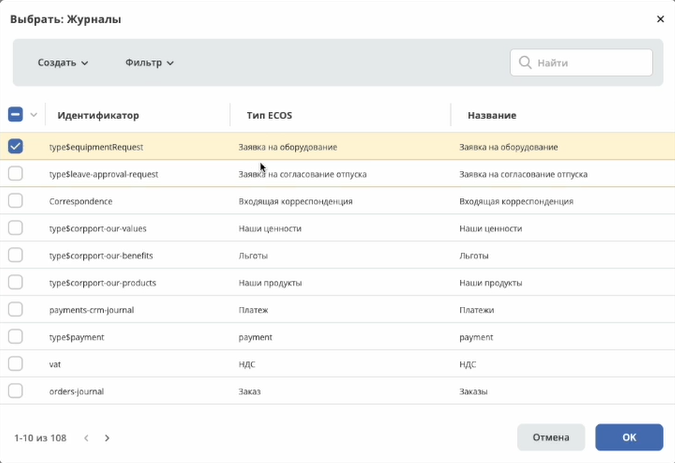 Выбрать: Журналы
Создать Фильтр Найти
Идентификатор Тип ECOS Название
type$equipmentRequest Заявка на оборудование Заявка на оборудование
type$leave-approval-request Заявка на согласование отпуска Заявка на согласование отпуска
Correspondence Входящая корреспонденция Входящая корреспонденция
type$corpport-our-values Наши ценности Наши ценности
type$corpport-our-benefits Льготы Льготы
type$corpport-our-products Наши продукты Наши продукты
payments-crm-journal Платеж Платежи
type$payment payment payment
vat НДС НДС
orders-journal Заказ Заказы
1-10 из 108 Отмена OK